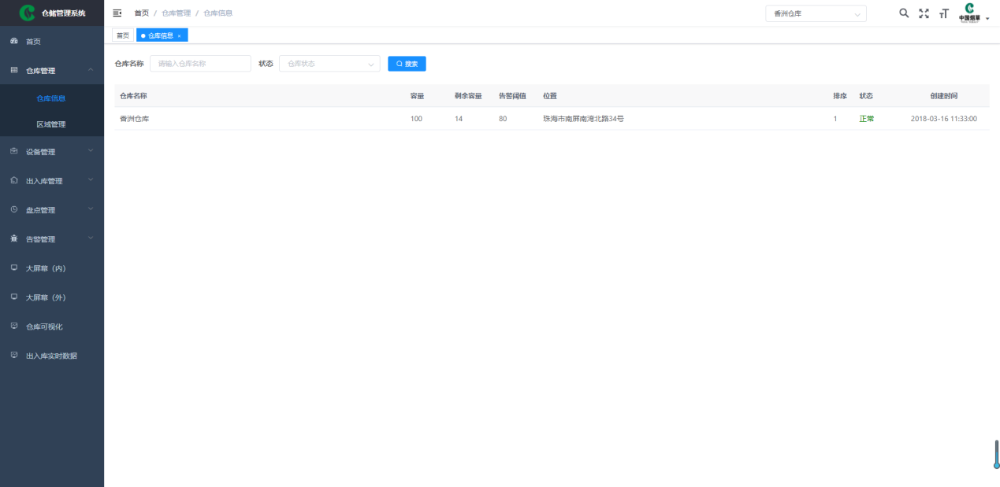 仓储管理系统
首页 / 仓库管理 / 仓库信息
香洲仓库
中国烟草
首页
仓库信息 ×
首页
仓库管理
仓库信息
区域管理
设备管理
出入库管理
盘点管理
告警管理
大屏幕（内）
大屏幕（外）
仓库可视化
出入库实时数据
仓库名称 请输入仓库名称 状态 仓库状态 搜索
仓库名称 容量 剩余容量 告警阈值 位置 排序 状态 创建时间
香洲仓库 100 14 80 珠海市南屏南湾北路34号 1 正常 2018-03-16 11:33:00